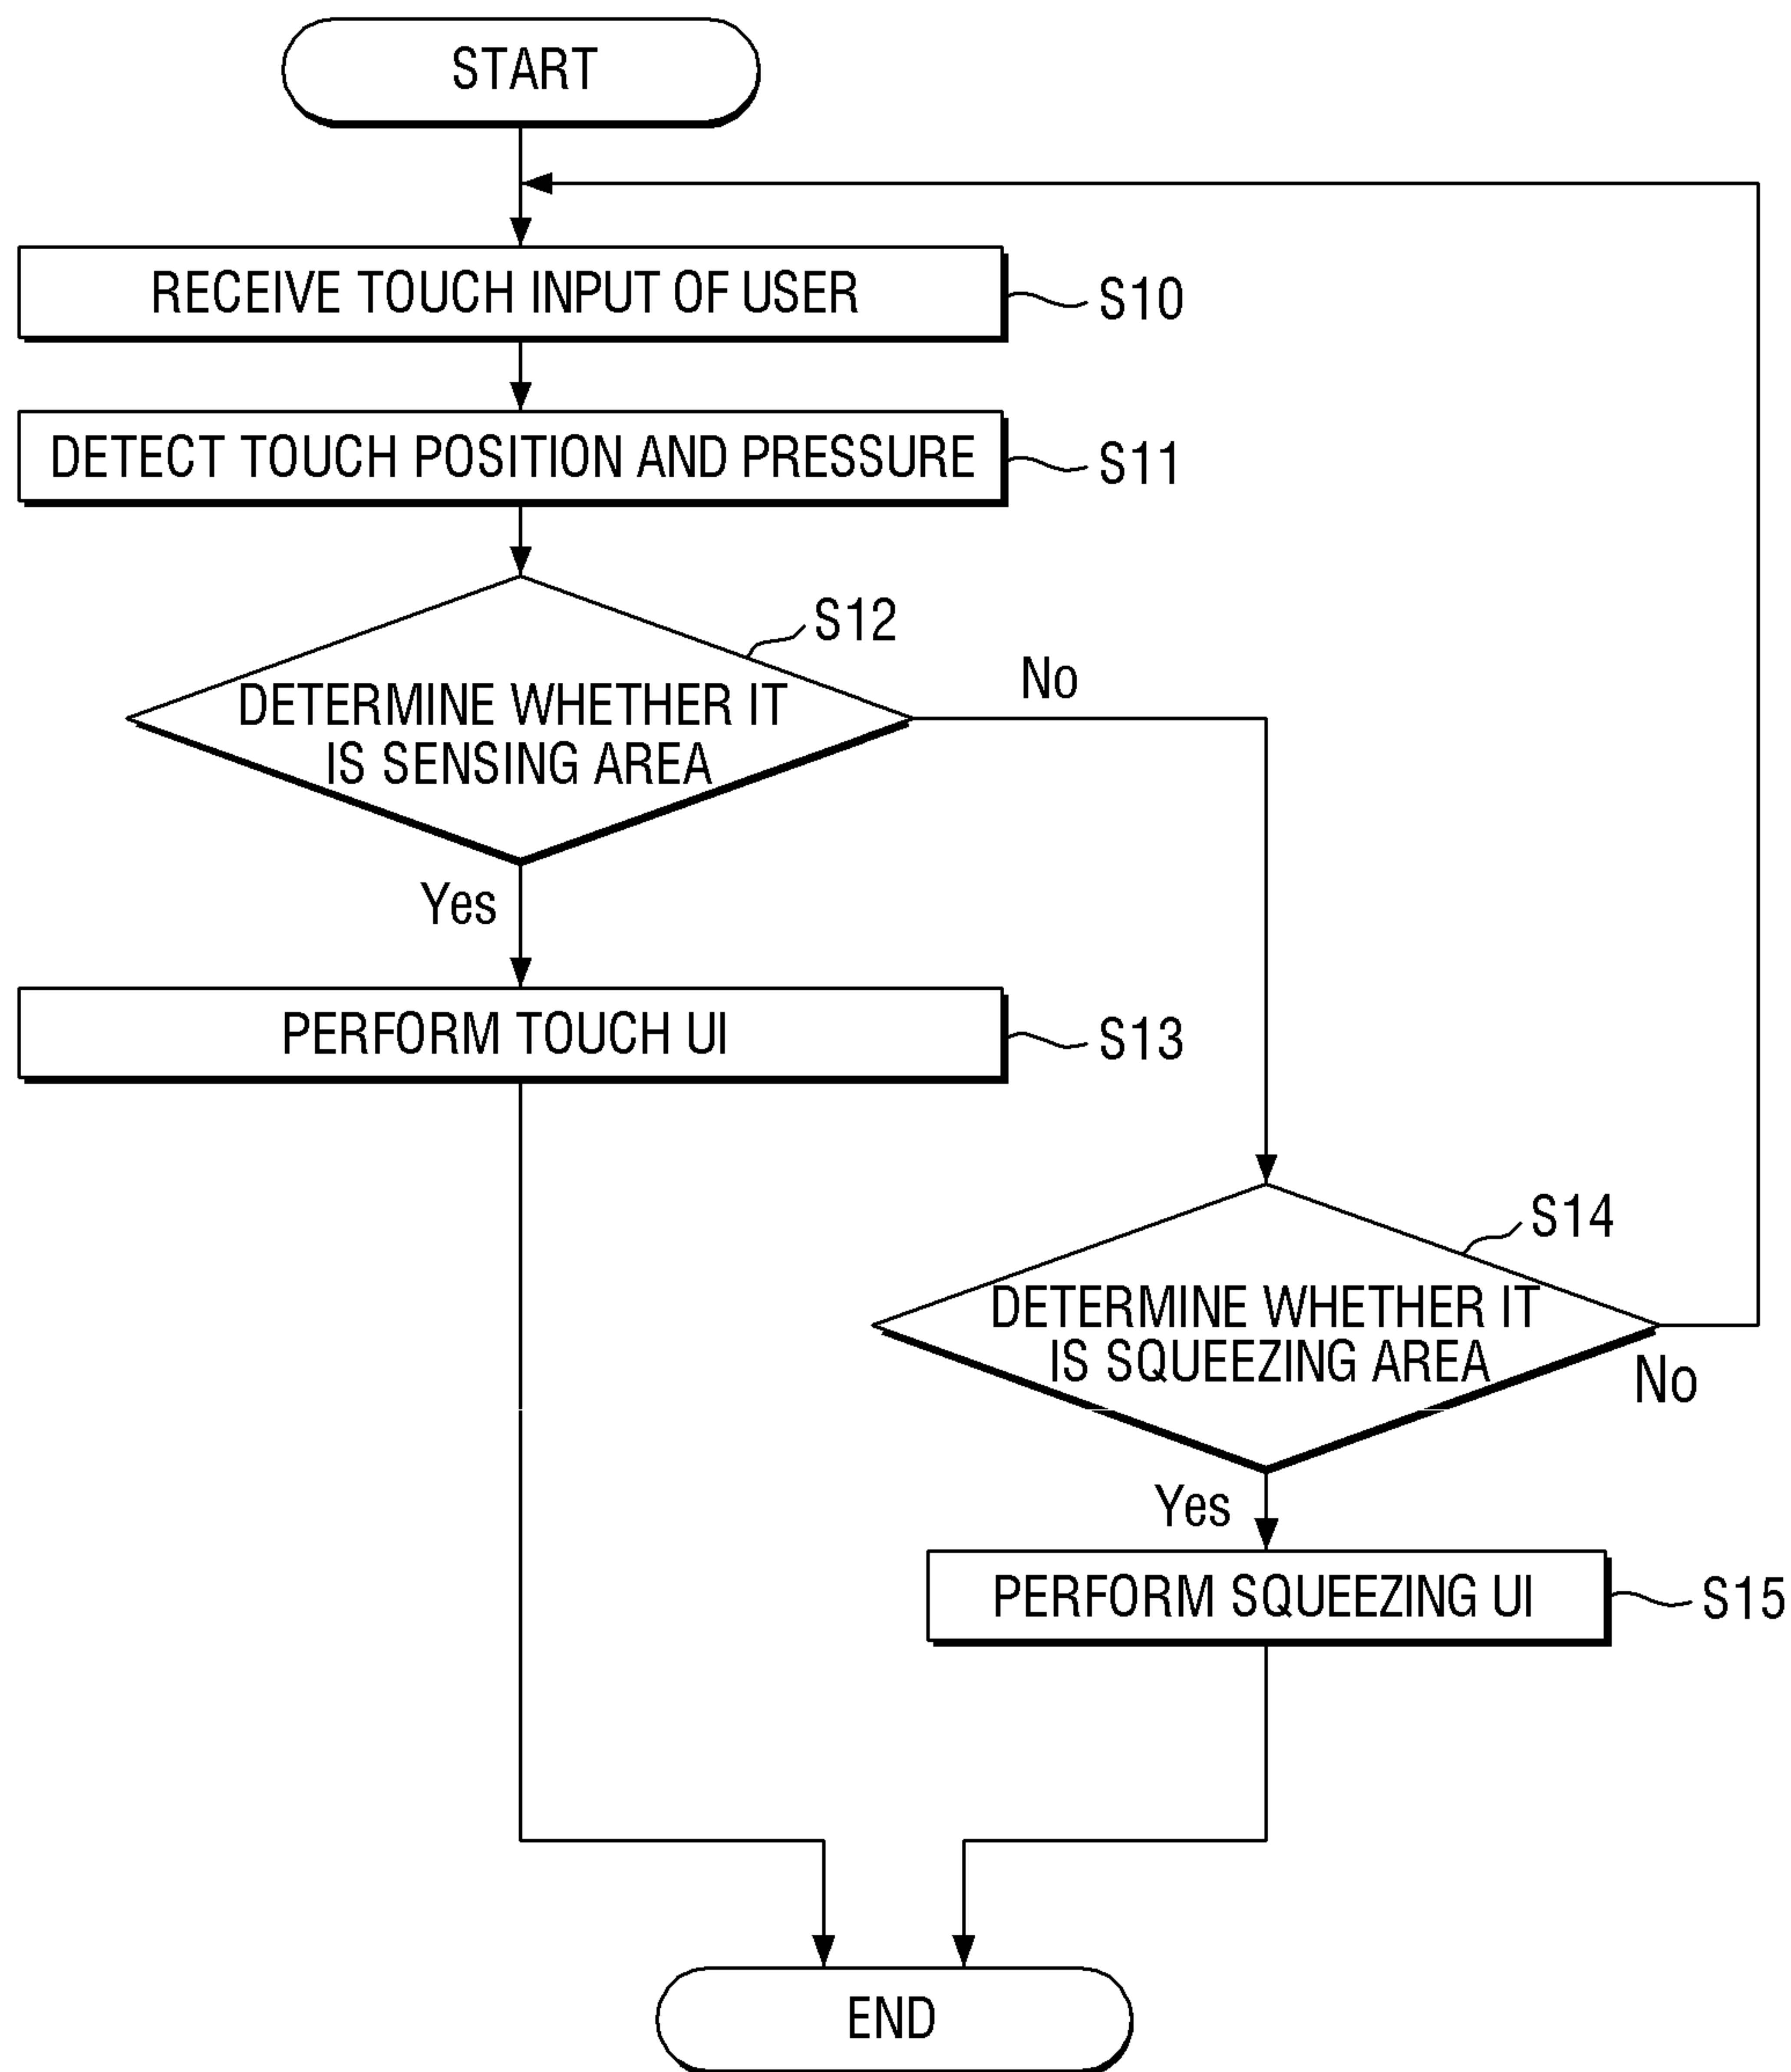 START
RECEIVE TOUCH INPUT OF USER
S10
DETECT TOUCH POSITION AND PRESSURE
S11
S12
DETERMINE WHETHER IT
IS SENSING AREA
No
Yes
PERFORM TOUCH UI
S13
S14
DETERMINE WHETHER IT
IS SQUEEZING AREA
No
Yes
PERFORM SQUEEZING UI
S15
END